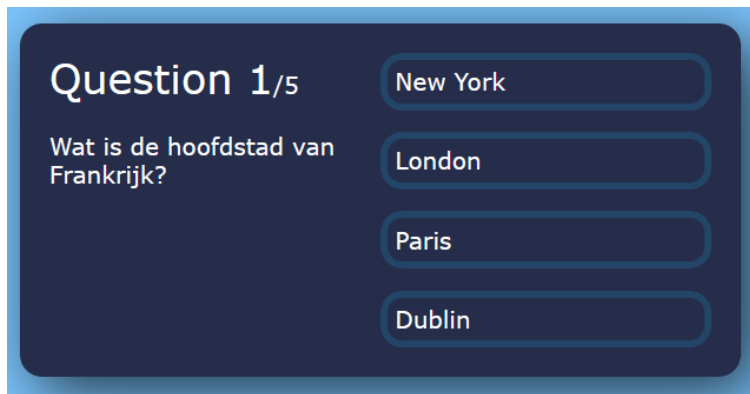 Question 1/5
Wat is de hoofdstad van
Frankrijk?
New York
London
Paris
Dublin